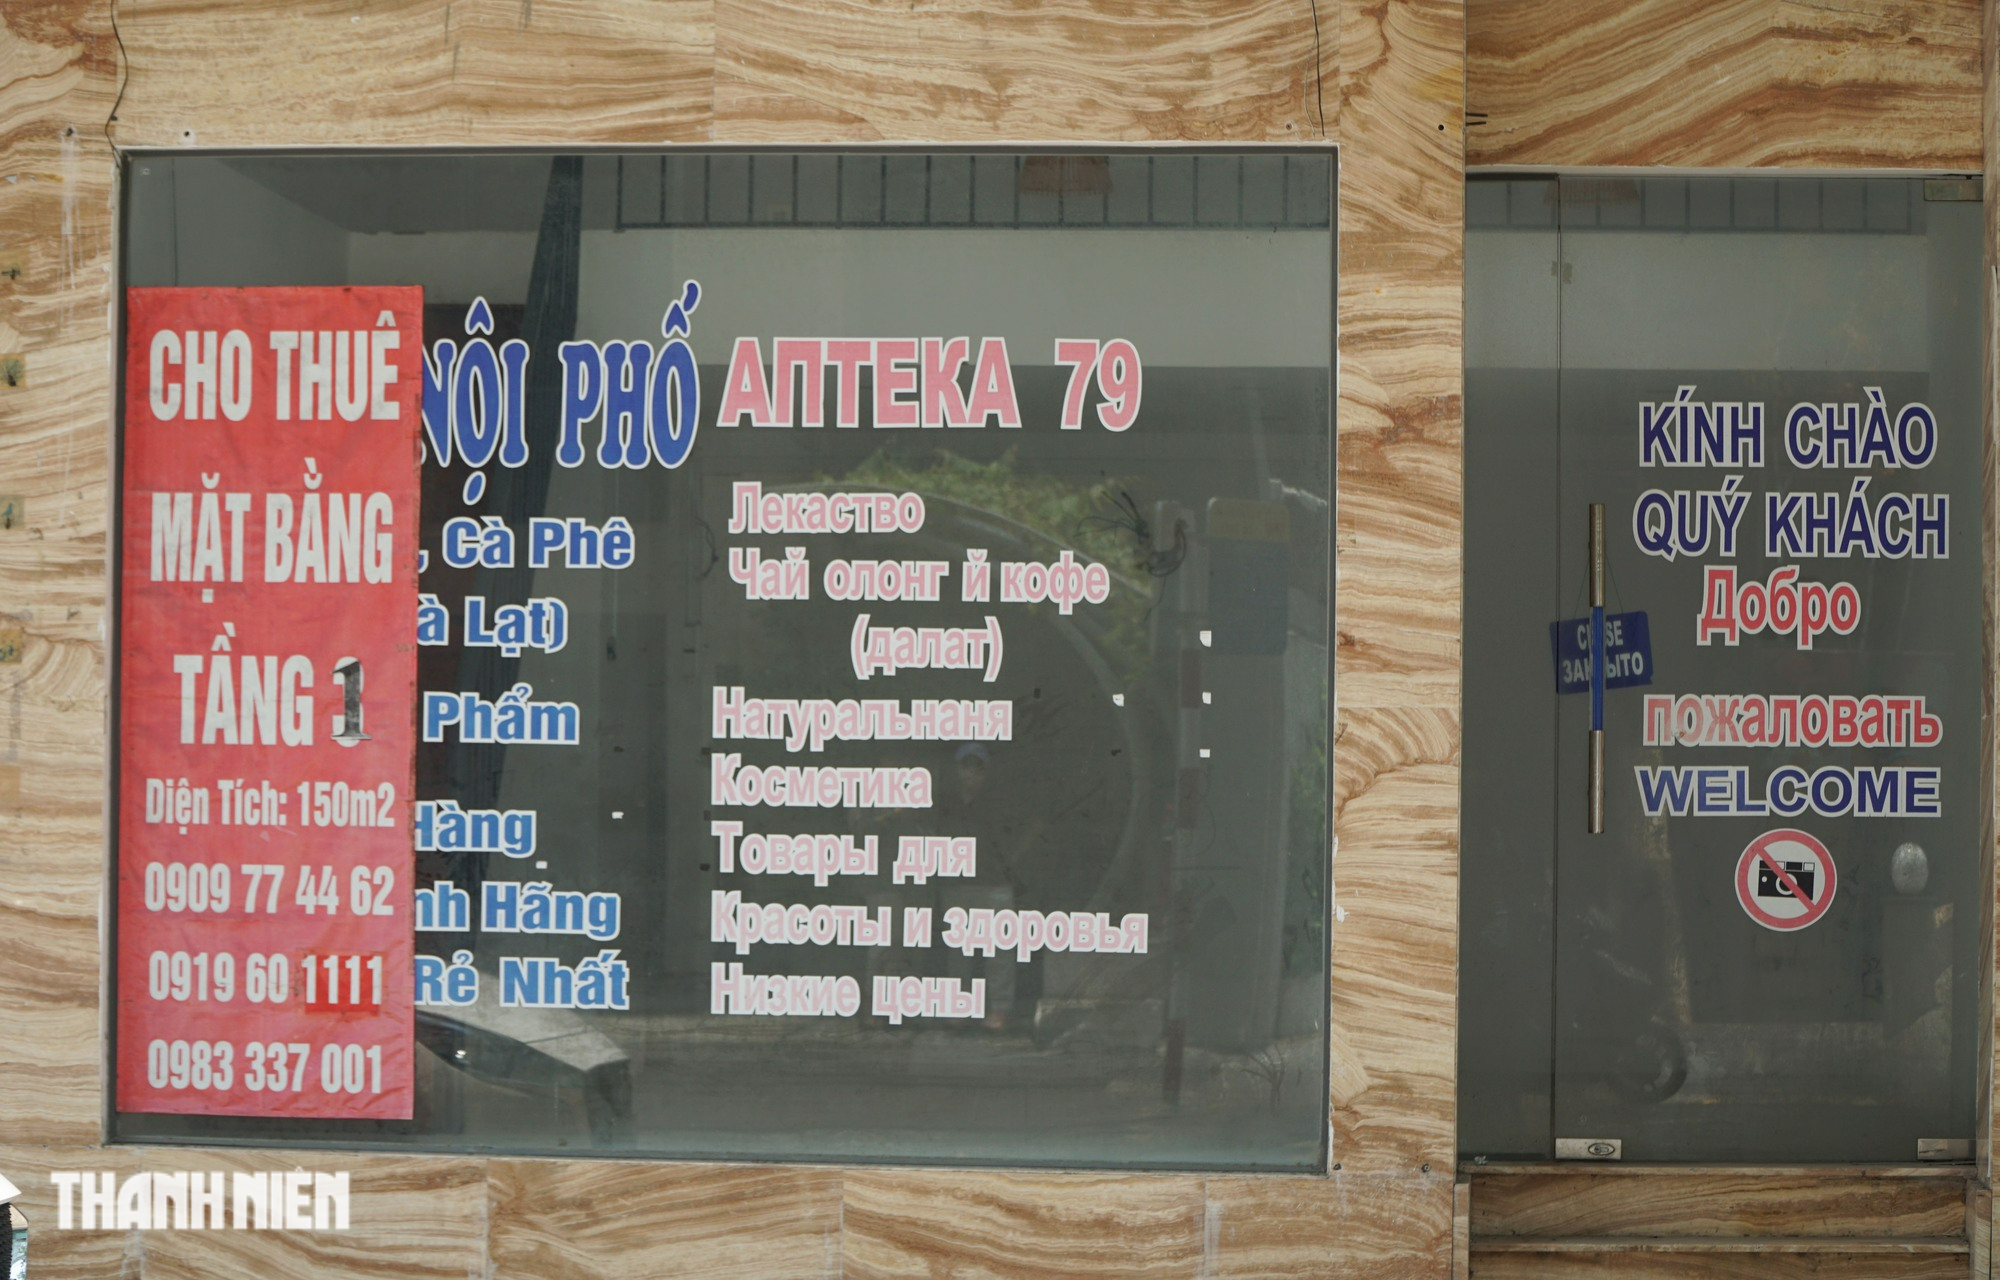 CHO THUÊ
MẶT BẰNG
TẦNG 1
Diện Tích: 150m2
0909 77 44 62
0919 60 1111
0983 337 001
NỘI PHỐ
, Cà Phê
à Lạt)
Phẩm
Hàng
nh Hãng
Rẻ Nhất
АПТЕКА 79
Лекаство
Чай олонг й кофе
(далат)
Натуральнаня
Косметика
Товары для
Красоты и здоровья
Низкие цены
KÍNH CHÀO
QUÝ KHÁCH
Добро
пожаловать
WELCOME
THANH NIÊN